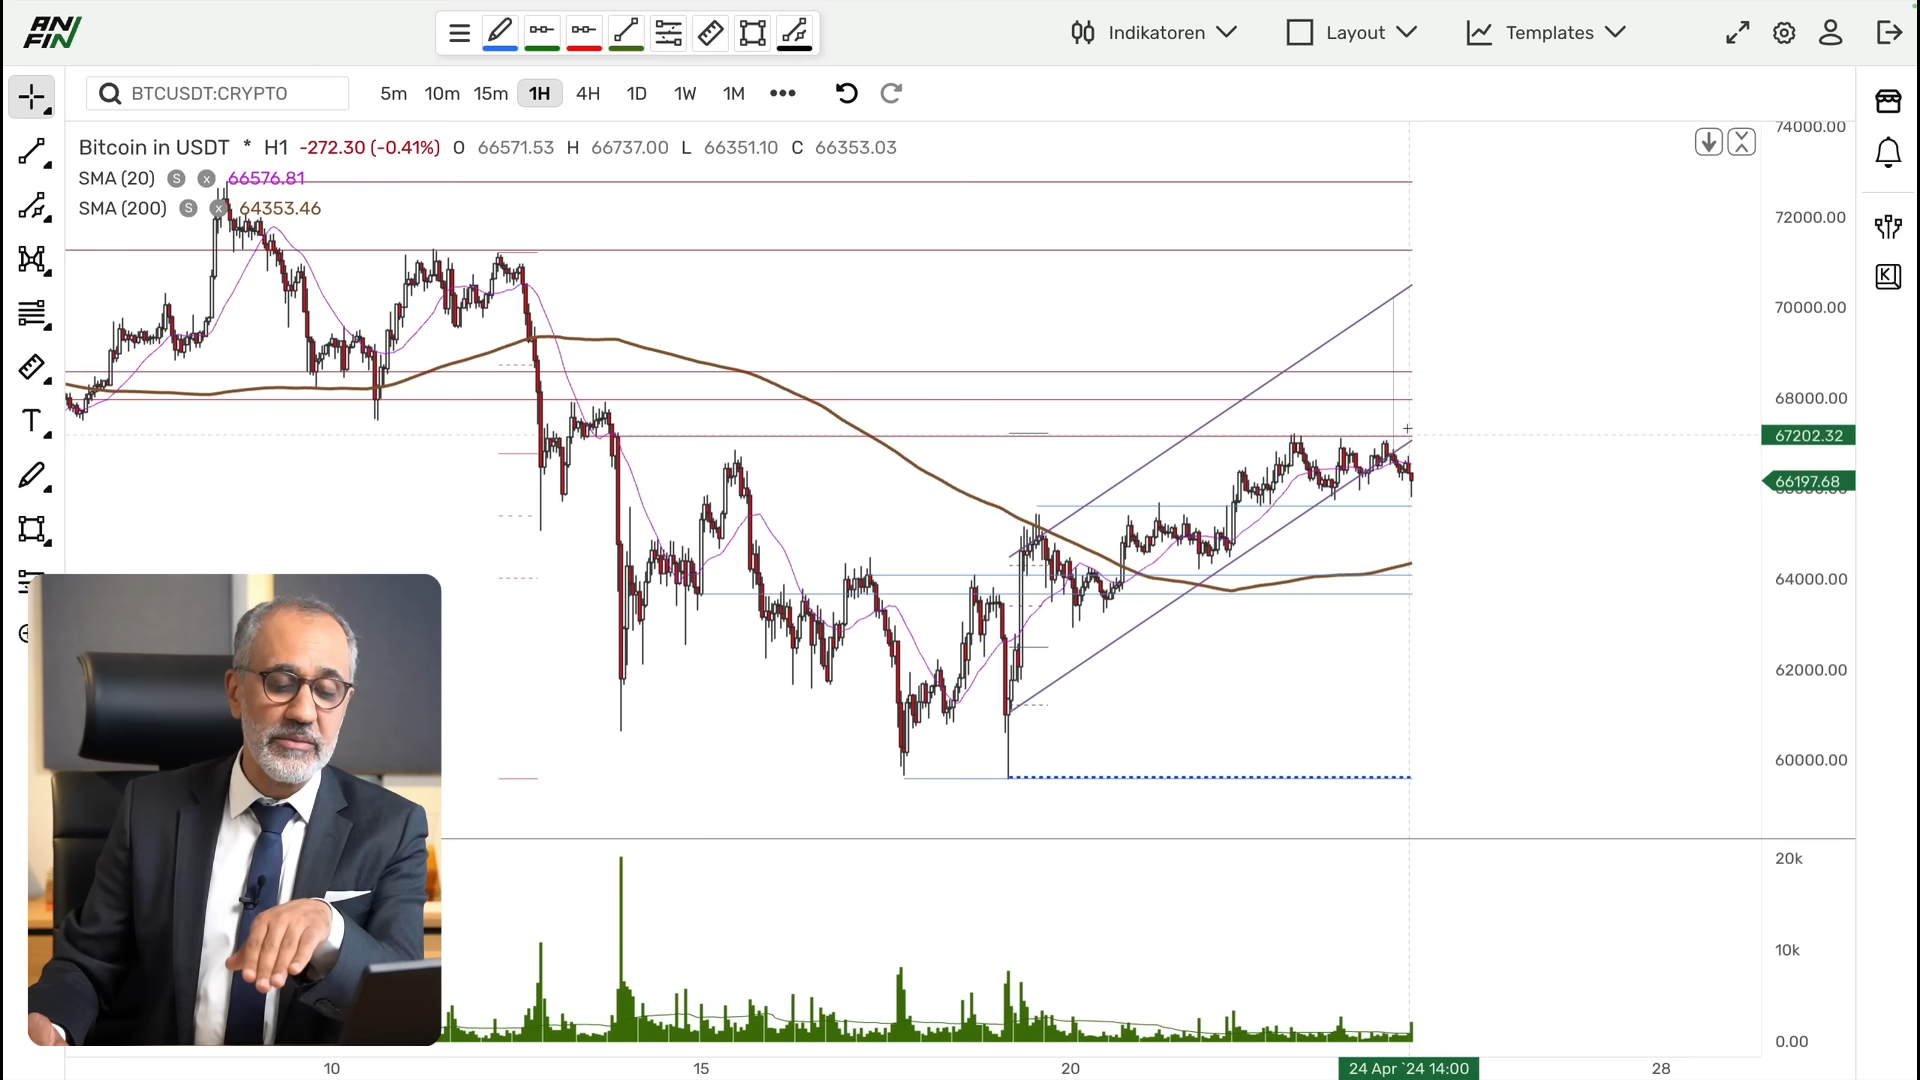 ANFIN
Indikatoren
Layout
Templates
BTCUSDT:CRYPTO
5m 10m 15m 1H 4H 1D 1W 1M
Bitcoin in USDT * H1 -272.30 (-0.41%) O 66571.53 H 66737.00 L 66351.10 C 66353.03
SMA (20) S x 66576.81
SMA (200) S x 64353.46
T
K
74000.00
72000.00
70000.00
68000.00
67202.32
66197.68
66000.00
64000.00
62000.00
60000.00
20k
10k
0.00
10 15 20 24 Apr `24 14:00 28